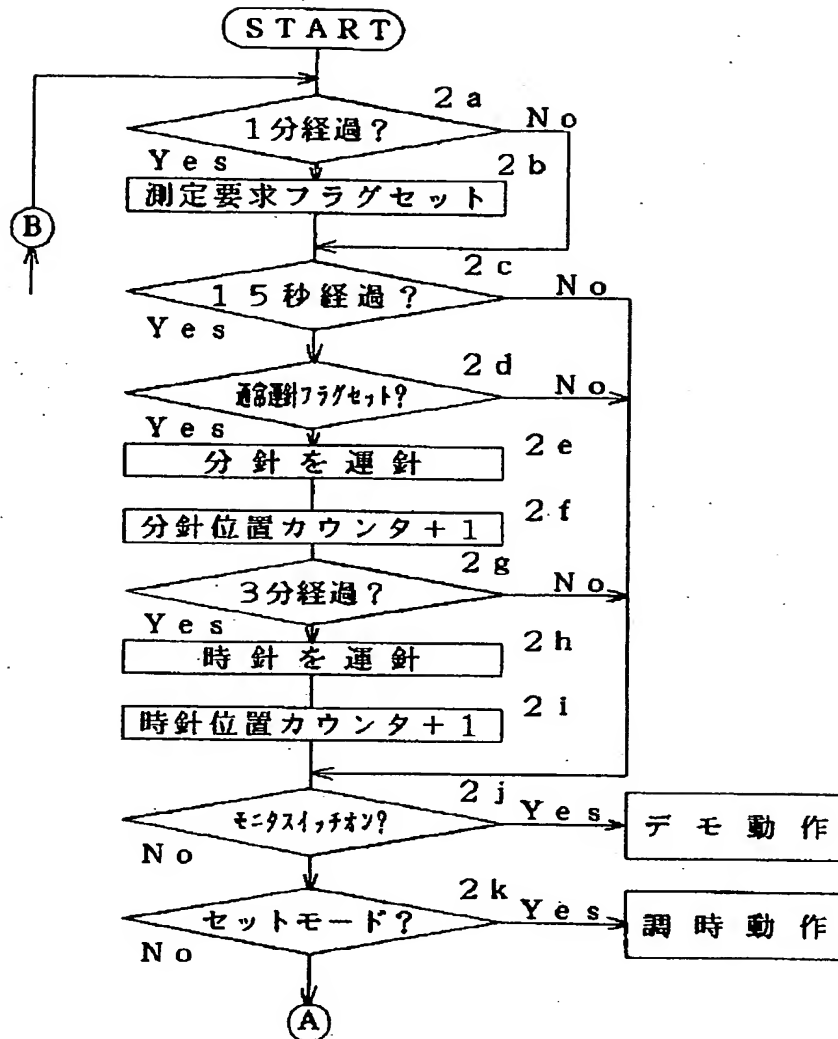 START
2a
1分経過?
No
Yes
2b
測定要求フラグセット
B
2c
15秒経過?
No
Yes
2d
通常運針フラグセット?
No
Yes
2e
分針を運針
2f
分針位置カウンタ+1
2g
3分経過?
No
Yes
2h
時針を運針
2i
時針位置カウンタ+1
2j
モニタスイッチオン?
Yes
デモ動作
No
2k
セットモード?
Yes
調時動作
No
A